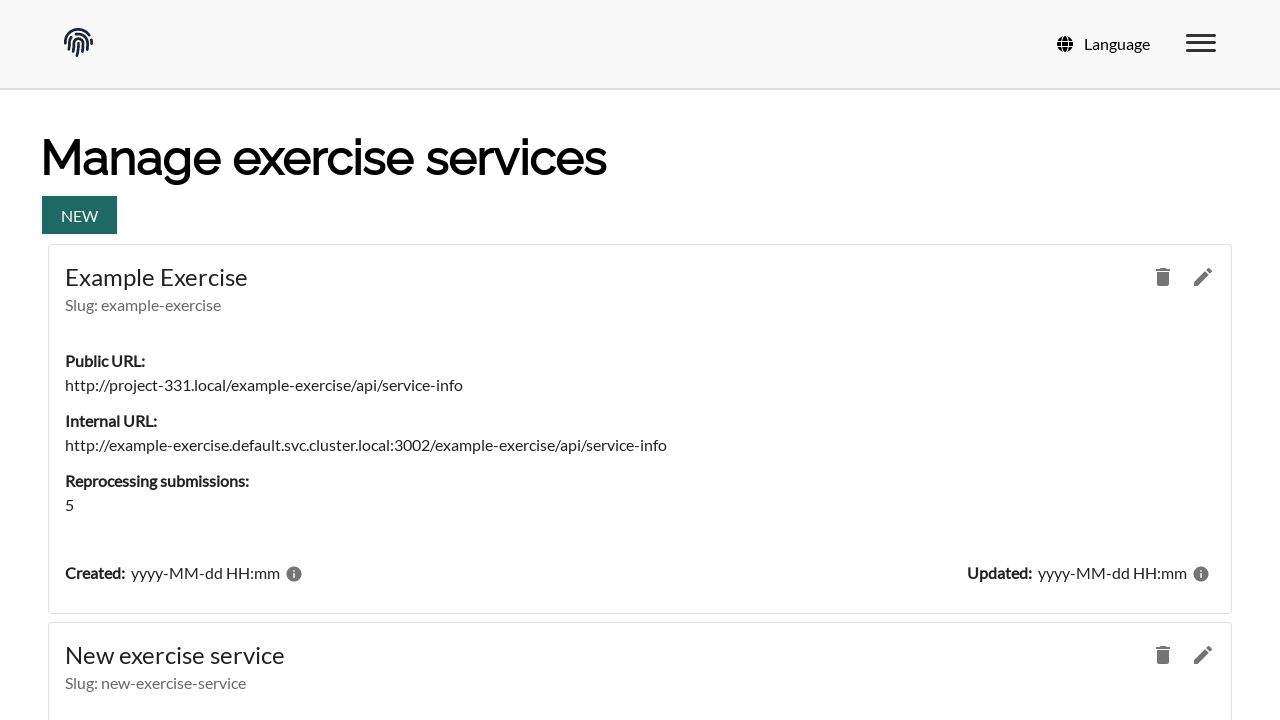 Language
Manage exercise services
NEW
Example Exercise
Slug: example-exercise
Public URL:
http://project-331.local/example-exercise/api/service-info
Internal URL:
http://example-exercise.default.svc.cluster.local:3002/example-exercise/api/service-info
Reprocessing submissions:
5
Created: yyyy-MM-dd HH:mm
Updated: yyyy-MM-dd HH:mm
New exercise service
Slug: new-exercise-service